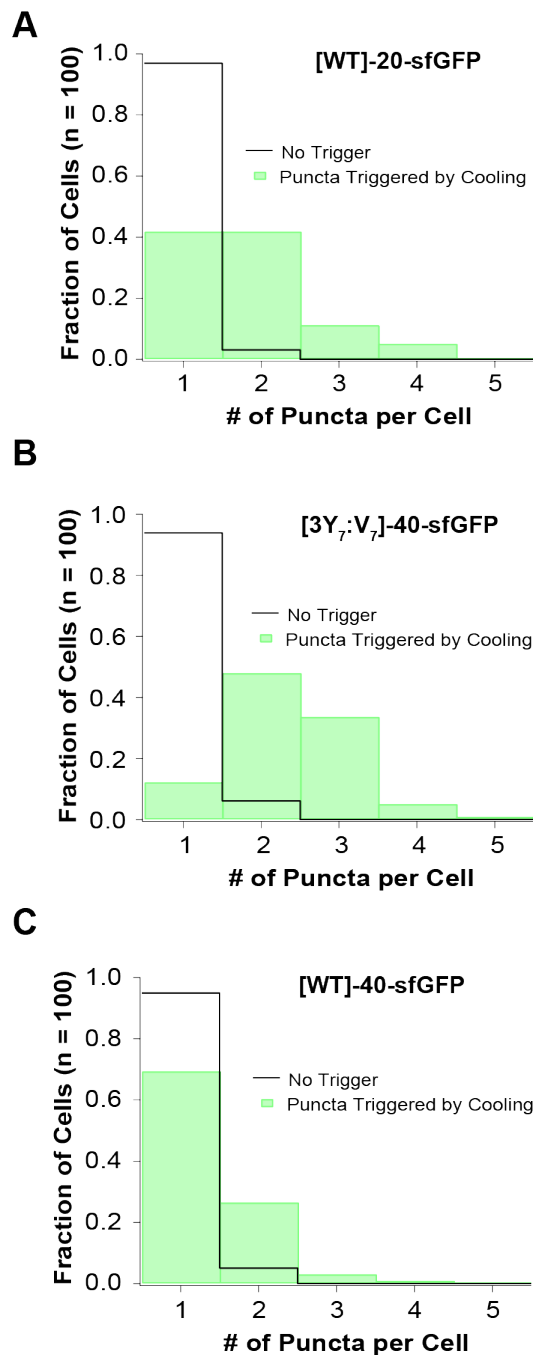 A
[WT]-20-sfGFP
Fraction of Cells (n = 100)
1.0
0.8
0.6
0.4
0.2
0.0
No Trigger
Puncta Triggered by Cooling
1 2 3 4 5
# of Puncta per Cell
B
[3Y7:V7]-40-sfGFP
Fraction of Cells (n = 100)
1.0
0.8
0.6
0.4
0.2
0.0
No Trigger
Puncta Triggered by Cooling
1 2 3 4 5
# of Puncta per Cell
C
[WT]-40-sfGFP
Fraction of Cells (n = 100)
1.0
0.8
0.6
0.4
0.2
0.0
No Trigger
Puncta Triggered by Cooling
1 2 3 4 5
# of Puncta per Cell